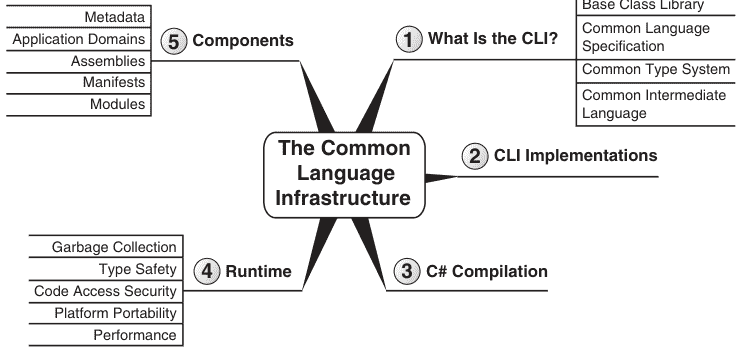 The Common
Language
Infrastructure
1 What Is the CLI?
Base Class Library
Common Language
Specification
Common Type System
Common Intermediate
Language
2 CLI Implementations
3 C# Compilation
4 Runtime
Garbage Collection
Type Safety
Code Access Security
Platform Portability
Performance
5 Components
Metadata
Application Domains
Assemblies
Manifests
Modules